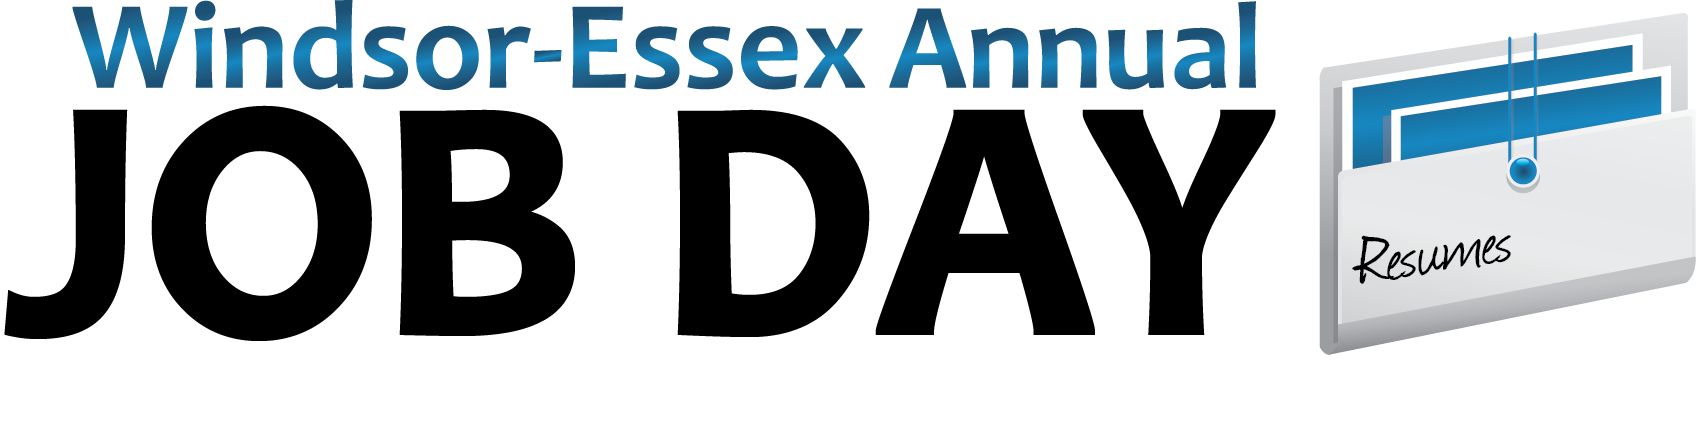 Windsor-Essex Annual
JOB DAY
Resumes